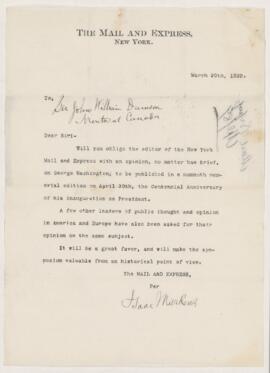 THE MAIL AND EXPRESS,
NEW YORK.
March 20th, 1889.
To,
Sir John William Dawson
Montreal Canada
Dear Sir:-
Will you oblige the editor of the New York
Mail and Express with an opinion, no matter how brief,
on George Washington, to be published in a mammoth mem-
orial edition on April 30th, the Centennial Anniversary
of his inauguration as President.
A few other leaders of public thought and opinion in
America and Europe have also been asked for their
opinion on the same subject.
It will be a great favor, and will make the sym-
posium valuable from an historical point of view.
The MAIL AND EXPRESS,
Per
Isaac